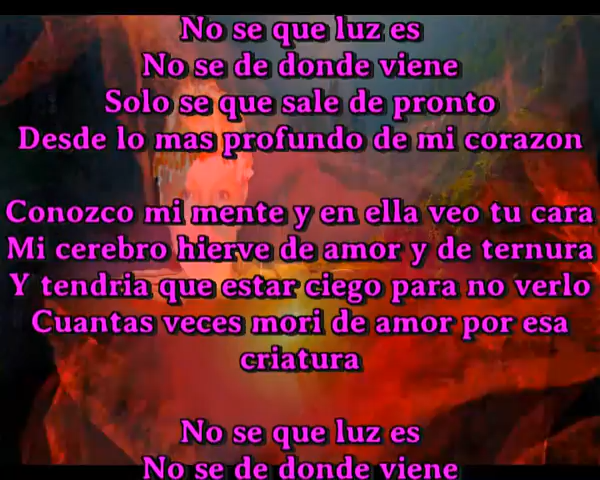 No se que luz es
No se de donde viene
Solo se que sale de pronto
Desde lo mas profundo de mi corazon
Conozco mi mente y en ella veo tu cara
Mi cerebro hierve de amor y de ternura
Y tendria que estar ciego para no verlo
Cuantas veces mori de amor por esa
criatura
No se que luz es
No se de donde viene